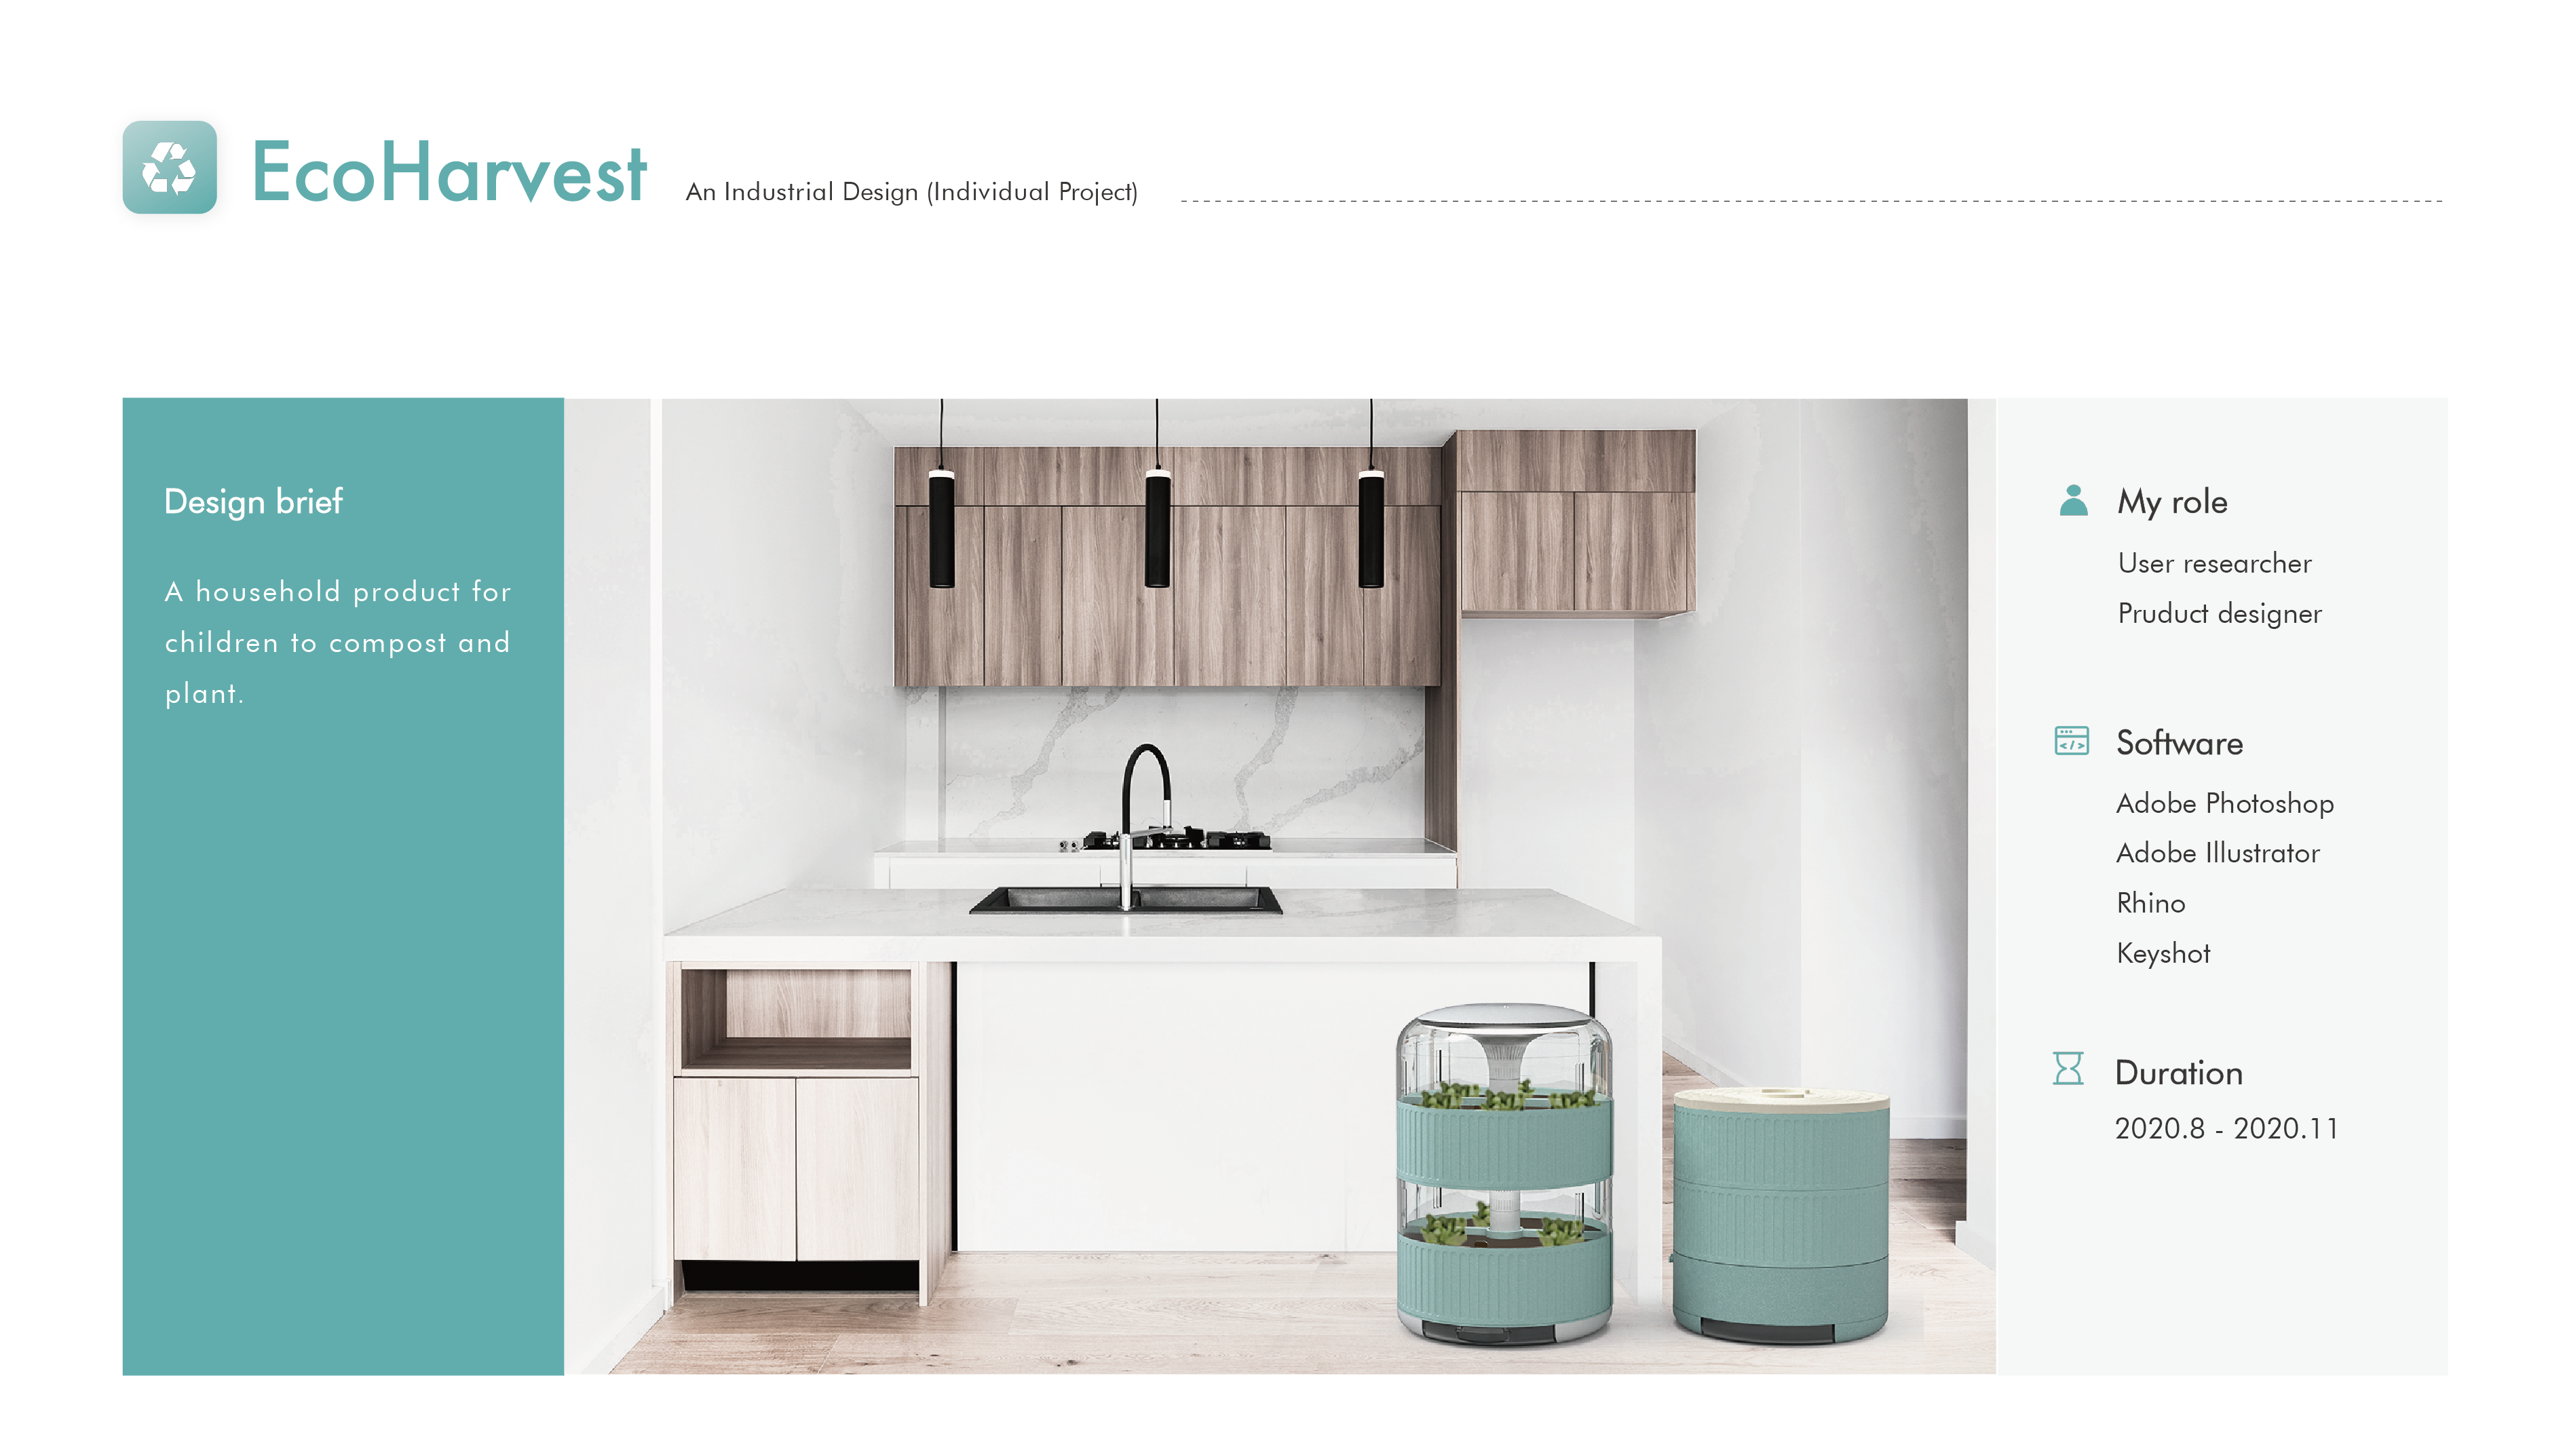 EcoHarvest
An Industrial Design (Individual Project)
Design brief
A household product for
children to compost and
plant.
My role
User researcher
Pruduct designer
Software
Adobe Photoshop
Adobe Illustrator
Rhino
Keyshot
Duration
2020.8 - 2020.11